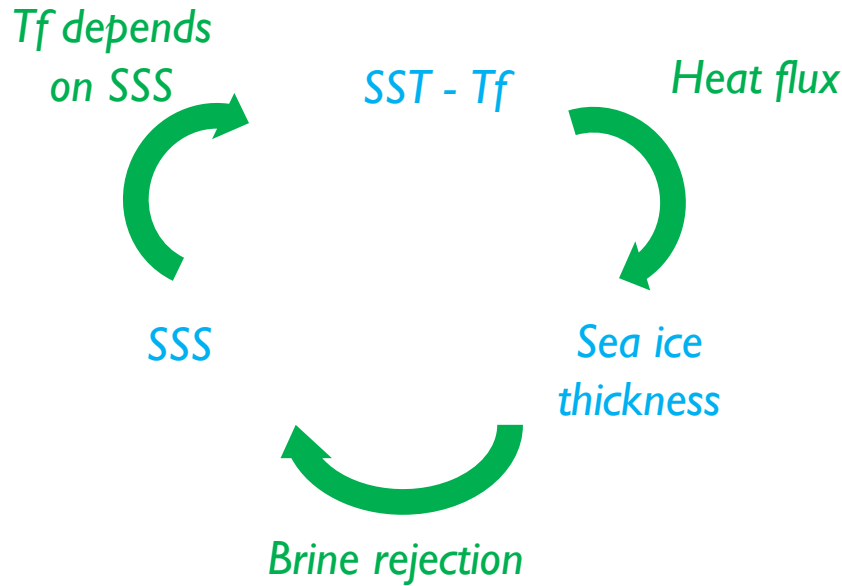 Tf depends
on SSS
SST - Tf
Heat flux
SSS
Sea ice
thickness
Brine rejection